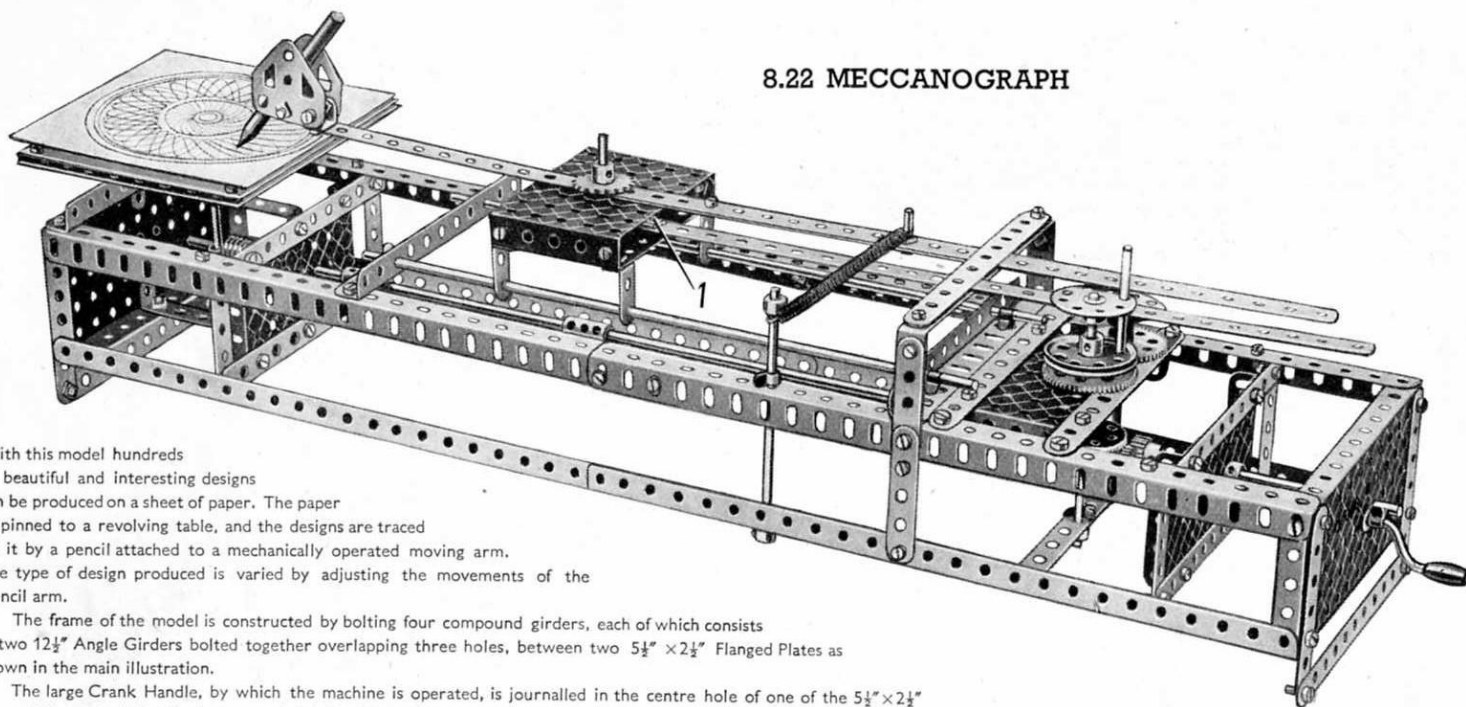 8.22 MECCANOGRAPH
1
ith this model hundreds
beautiful and interesting designs
n be produced on a sheet of paper. The paper
pinned to a revolving table, and the designs are traced
it by a pencil attached to a mechanically operated moving arm.
e type of design produced is varied by adjusting the movements of the
ncil arm.
The frame of the model is constructed by bolting four compound girders, each of which consists
two 12½" Angle Girders bolted together overlapping three holes, between two 5½" ×2½" Flanged Plates as
own in the main illustration.
The large Crank Handle, by which the machine is operated, is journalled in the centre hole of one of the 5½"×2½"